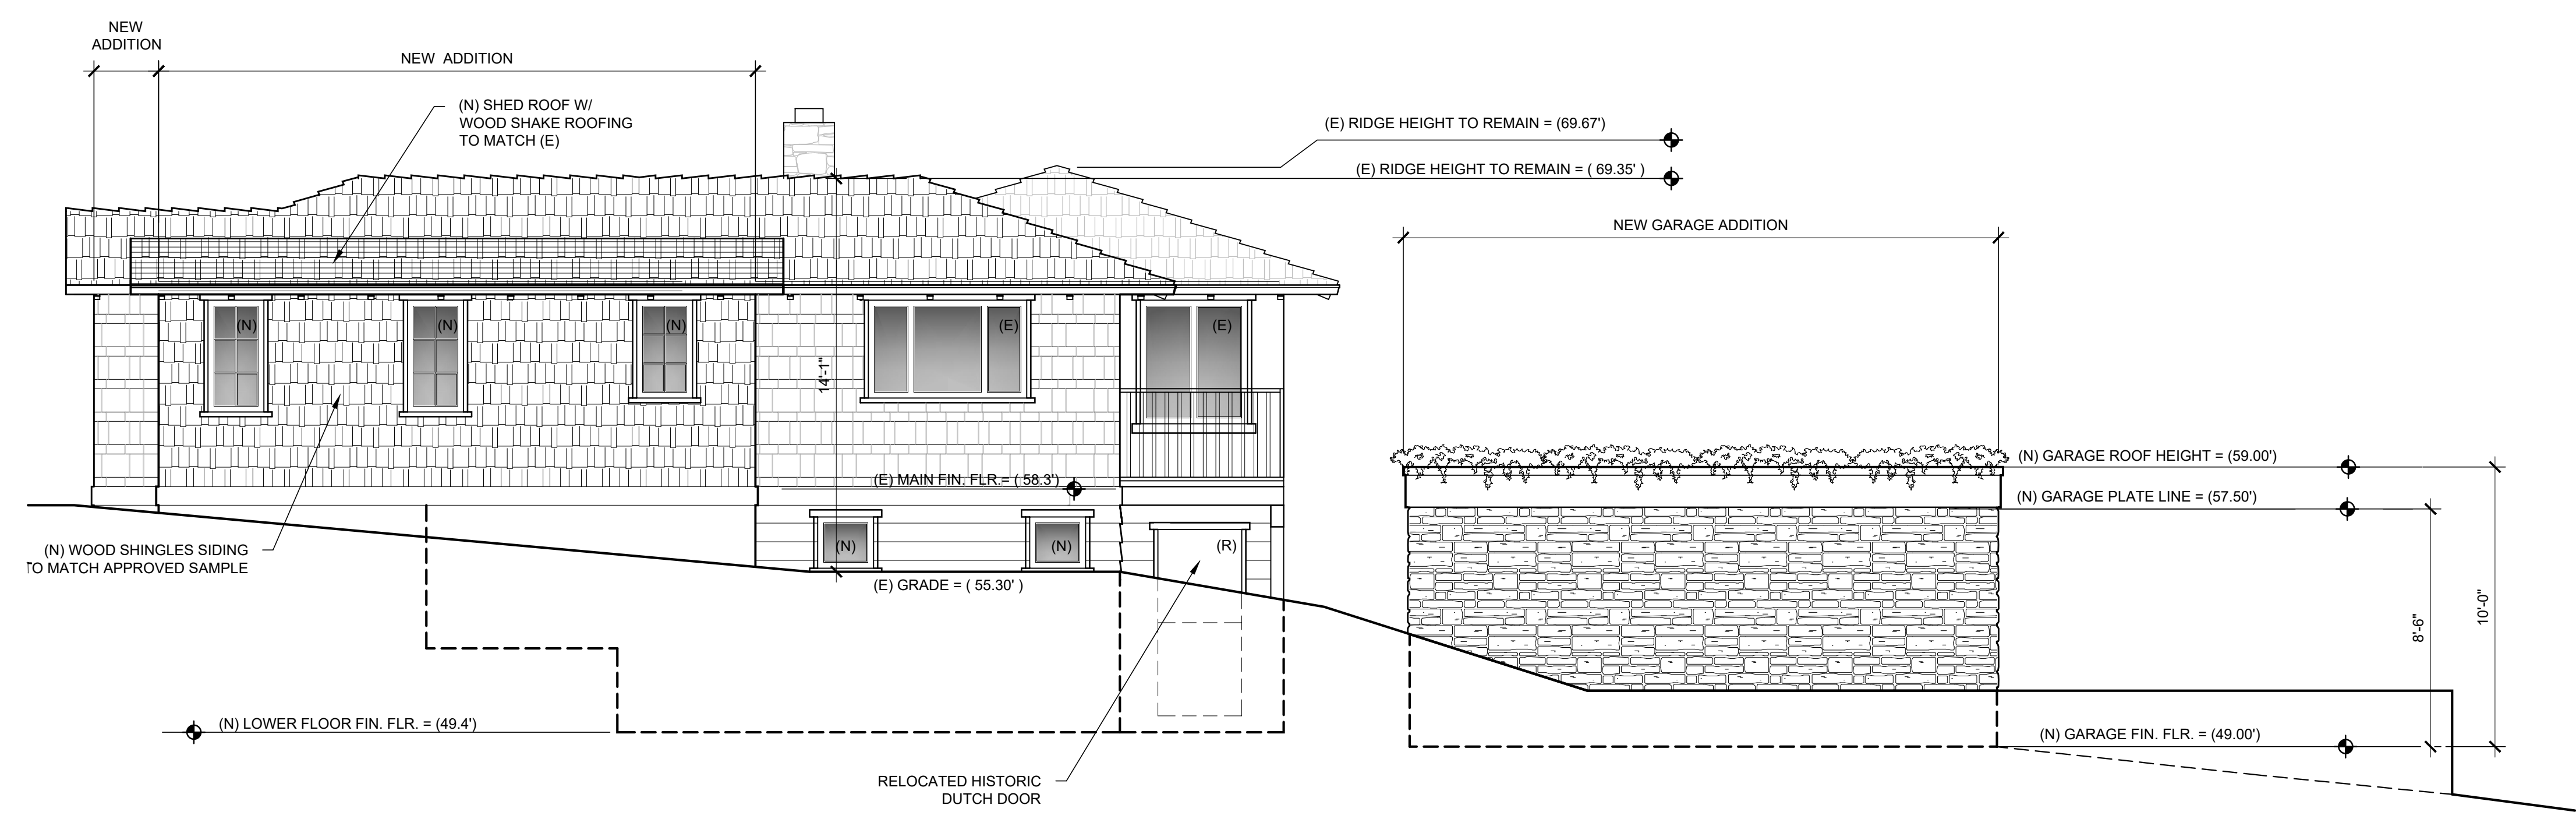 NEW
ADDITION
NEW ADDITION
(N) SHED ROOF W/
WOOD SHAKE ROOFING
TO MATCH (E)
(E) RIDGE HEIGHT TO REMAIN = (69.67')
(E) RIDGE HEIGHT TO REMAIN = ( 69.35' )
NEW GARAGE ADDITION
(N)
(N)
(N)
(E)
(E)
14'-1"
(E) MAIN FIN. FLR.= ( 58.3')
(N) GARAGE ROOF HEIGHT = (59.00')
(N) GARAGE PLATE LINE = (57.50')
(N) WOOD SHINGLES SIDING
TO MATCH APPROVED SAMPLE
(N)
(N)
(R)
(E) GRADE = ( 55.30' )
8'-6"
10'-0"
(N) LOWER FLOOR FIN. FLR. = (49.4')
(N) GARAGE FIN. FLR. = (49.00')
RELOCATED HISTORIC
DUTCH DOOR